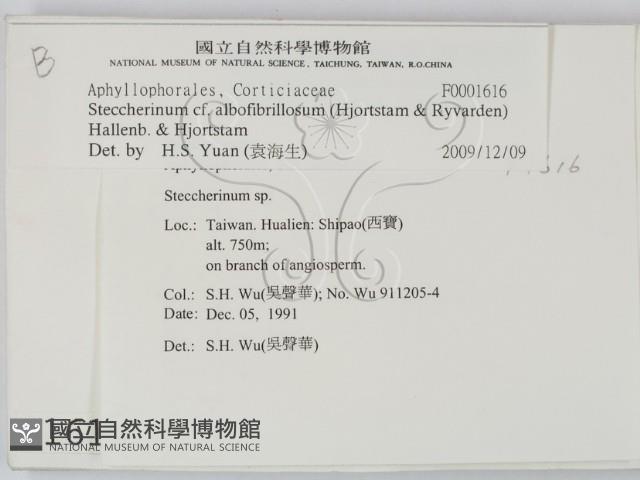 B
國立自然科學博物館
NATIONAL MUSEUM OF NATURAL SCIENCE, TAICHUNG, TAIWAN, R.O.CHINA
Aphyllophorales, Corticiaceae F0001616
Steccherinum cf. albofibrillosum (Hjortstam & Ryvarden)
Hallenb. & Hjortstam
Det. by H.S. Yuan (袁海生) 2009/12/09
Steccherinum sp.
Loc.: Taiwan. Hualien: Shipao(西寶)
alt. 750m;
on branch of angiosperm.
Col.: S.H. Wu(吳聲華); No. Wu 911205-4
Date: Dec. 05, 1991
Det.: S.H. Wu(吳聲華)
161
國立自然科學博物館
NATIONAL MUSEUM OF NATURAL SCIENCE